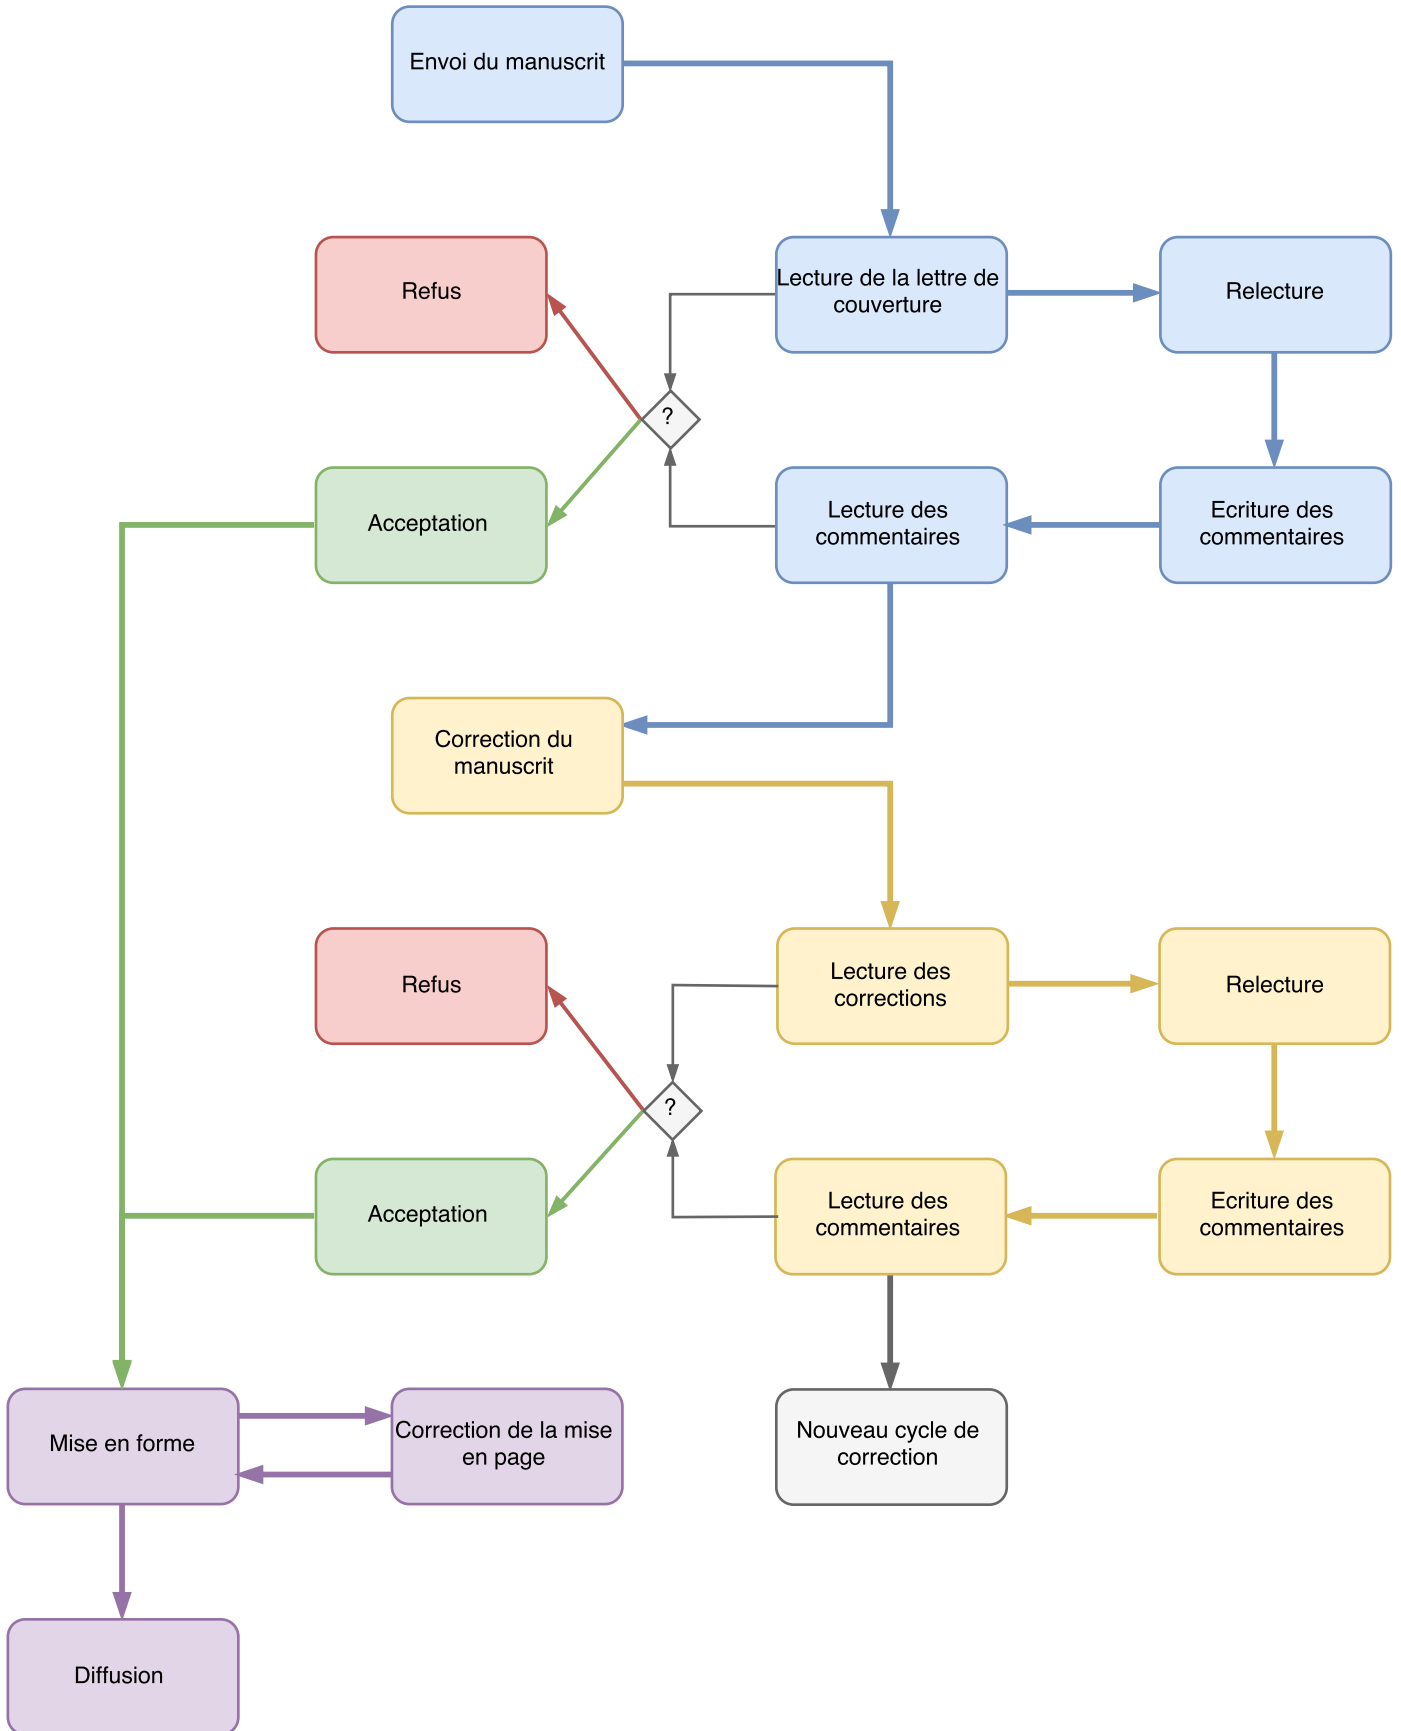 Envoi du manuscrit
Refus
Lecture de la lettre de
couverture
Relecture
?
Acceptation
Lecture des
commentaires
Ecriture des
commentaires
Correction du
manuscrit
Refus
Lecture des
corrections
Relecture
?
Acceptation
Lecture des
commentaires
Ecriture des
commentaires
Mise en forme
Correction de la mise
en page
Nouveau cycle de
correction
Diffusion